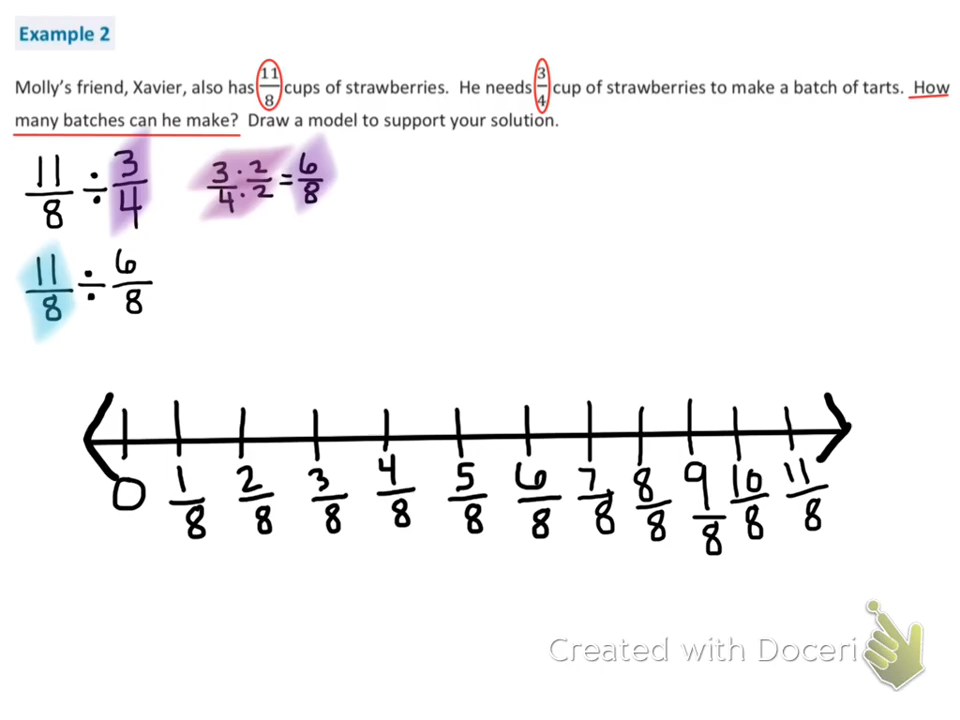 Example 2
Molly's friend, Xavier, also has 11/8 cups of strawberries. He needs 3/4 cup of strawberries to make a batch of tarts. How
many batches can he make? Draw a model to support your solution.
11/8 ÷ 3/4 3/4 · 2/2 = 6/8
11/8 ÷ 6/8
0 1/8 2/8 3/8 4/8 5/8 6/8 7/8 8/8 9/8 10/8 11/8
Created with Doceri